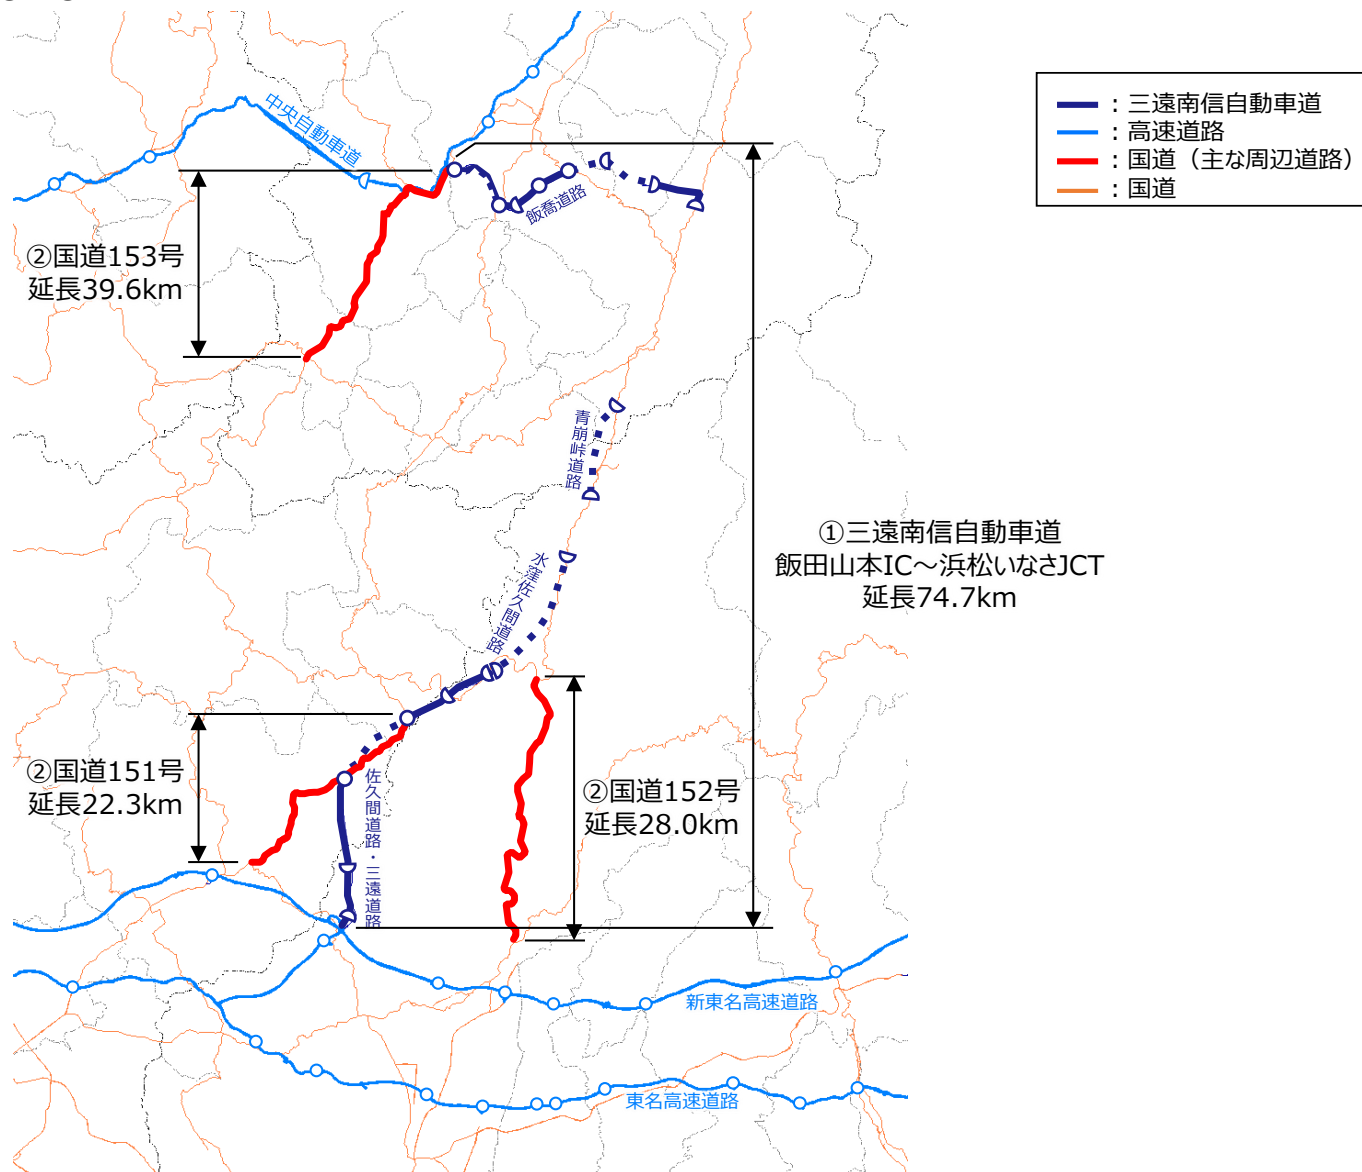 ：三遠南信自動車道
：高速道路
：国道（主な周辺道路）
：国道
中央自動車道
飯喬道路
②国道153号
延長39.6km
青崩峠道路
①三遠南信自動車道
飯田山本IC～浜松いなさJCT
延長74.7km
水窪佐久間道路
②国道151号
延長22.3km
佐久間道路・三遠道路
②国道152号
延長28.0km
新東名高速道路
東名高速道路